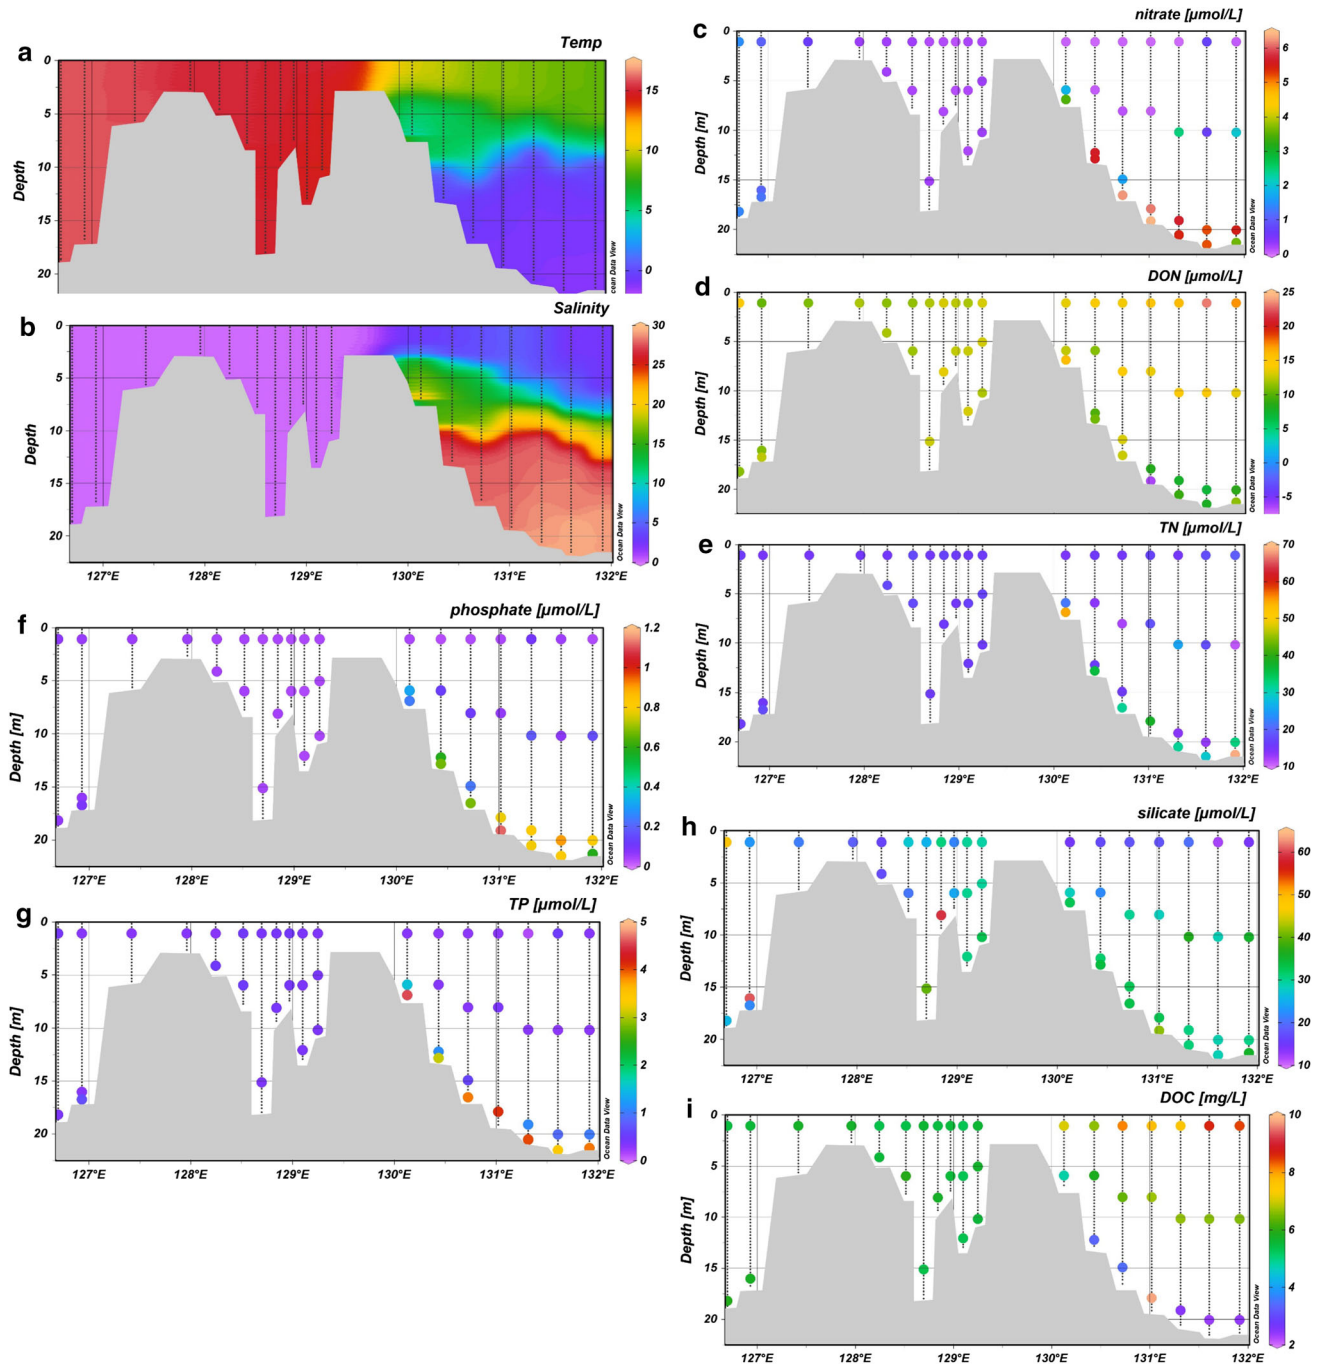 a
Temp
0
5
10
15
20
Depth
15
10
5
0
cean Data View
b
Salinity
0
5
10
15
20
Depth
30
25
20
15
10
5
0
Ocean Data View
127°E 128°E 129°E 130°E 131°E 132°E
f
phosphate [µmol/L]
0
5
10
15
20
Depth [m]
1.2
1
0.8
0.6
0.4
0.2
0
Ocean Data View
127°E 128°E 129°E 130°E 131°E 132°E
g
TP [µmol/L]
0
5
10
15
20
Depth [m]
5
4
3
2
1
0
Ocean Data View
127°E 128°E 129°E 130°E 131°E 132°E
c
nitrate [µmol/L]
0
5
10
15
20
Depth [m]
6
5
4
3
2
1
0
Ocean Data View
d
DON [µmol/L]
0
5
10
15
20
Depth [m]
25
20
15
10
5
0
-5
Ocean Data View
e
TN [µmol/L]
0
5
10
15
20
Depth [m]
70
60
50
40
30
20
10
Ocean Data View
127°E 128°E 129°E 130°E 131°E 132°E
h
silicate [µmol/L]
0
5
10
15
20
Depth [m]
60
50
40
30
20
10
Ocean Data View
127°E 128°E 129°E 130°E 131°E 132°E
i
DOC [mg/L]
0
5
10
15
20
Depth [m]
10
8
6
4
2
Ocean Data View
127°E 128°E 129°E 130°E 131°E 132°E